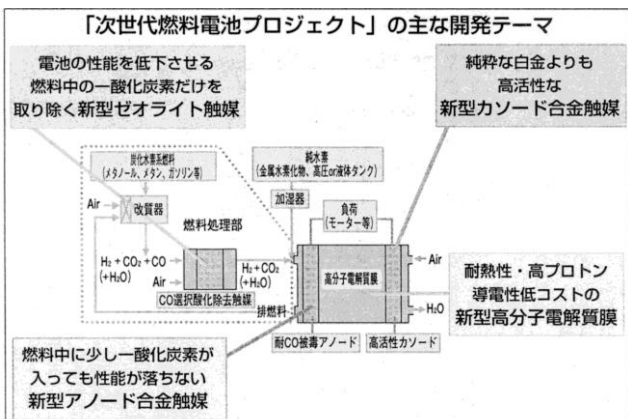 「次世代燃料電池プロジェクト」の主な開発テーマ
電池の性能を低下させる
燃料中の一酸化炭素だけを
取り除く新型ゼオライト触媒
純粋な白金よりも
高活性な
新型カソード合金触媒
炭化水素系燃料
(メタノール、メタン、ガソリン等)
純水素
(金属水素化物、高圧or液体タンク)
Air
改質器
加湿器
燃料処理部
負荷
(モーター等)
H₂+CO₂+CO
(+H₂O)
Air
H₂+CO₂
(+H₂O)
CO選択酸化除去触媒
高分子電解質膜
Air
H₂O
排燃料
耐CO被毒アノード
高活性カソード
耐熱性・高プロトン
導電性低コストの
新型高分子電解質膜
燃料中に少し一酸化炭素が
入っても性能が落ちない
新型アノード合金触媒